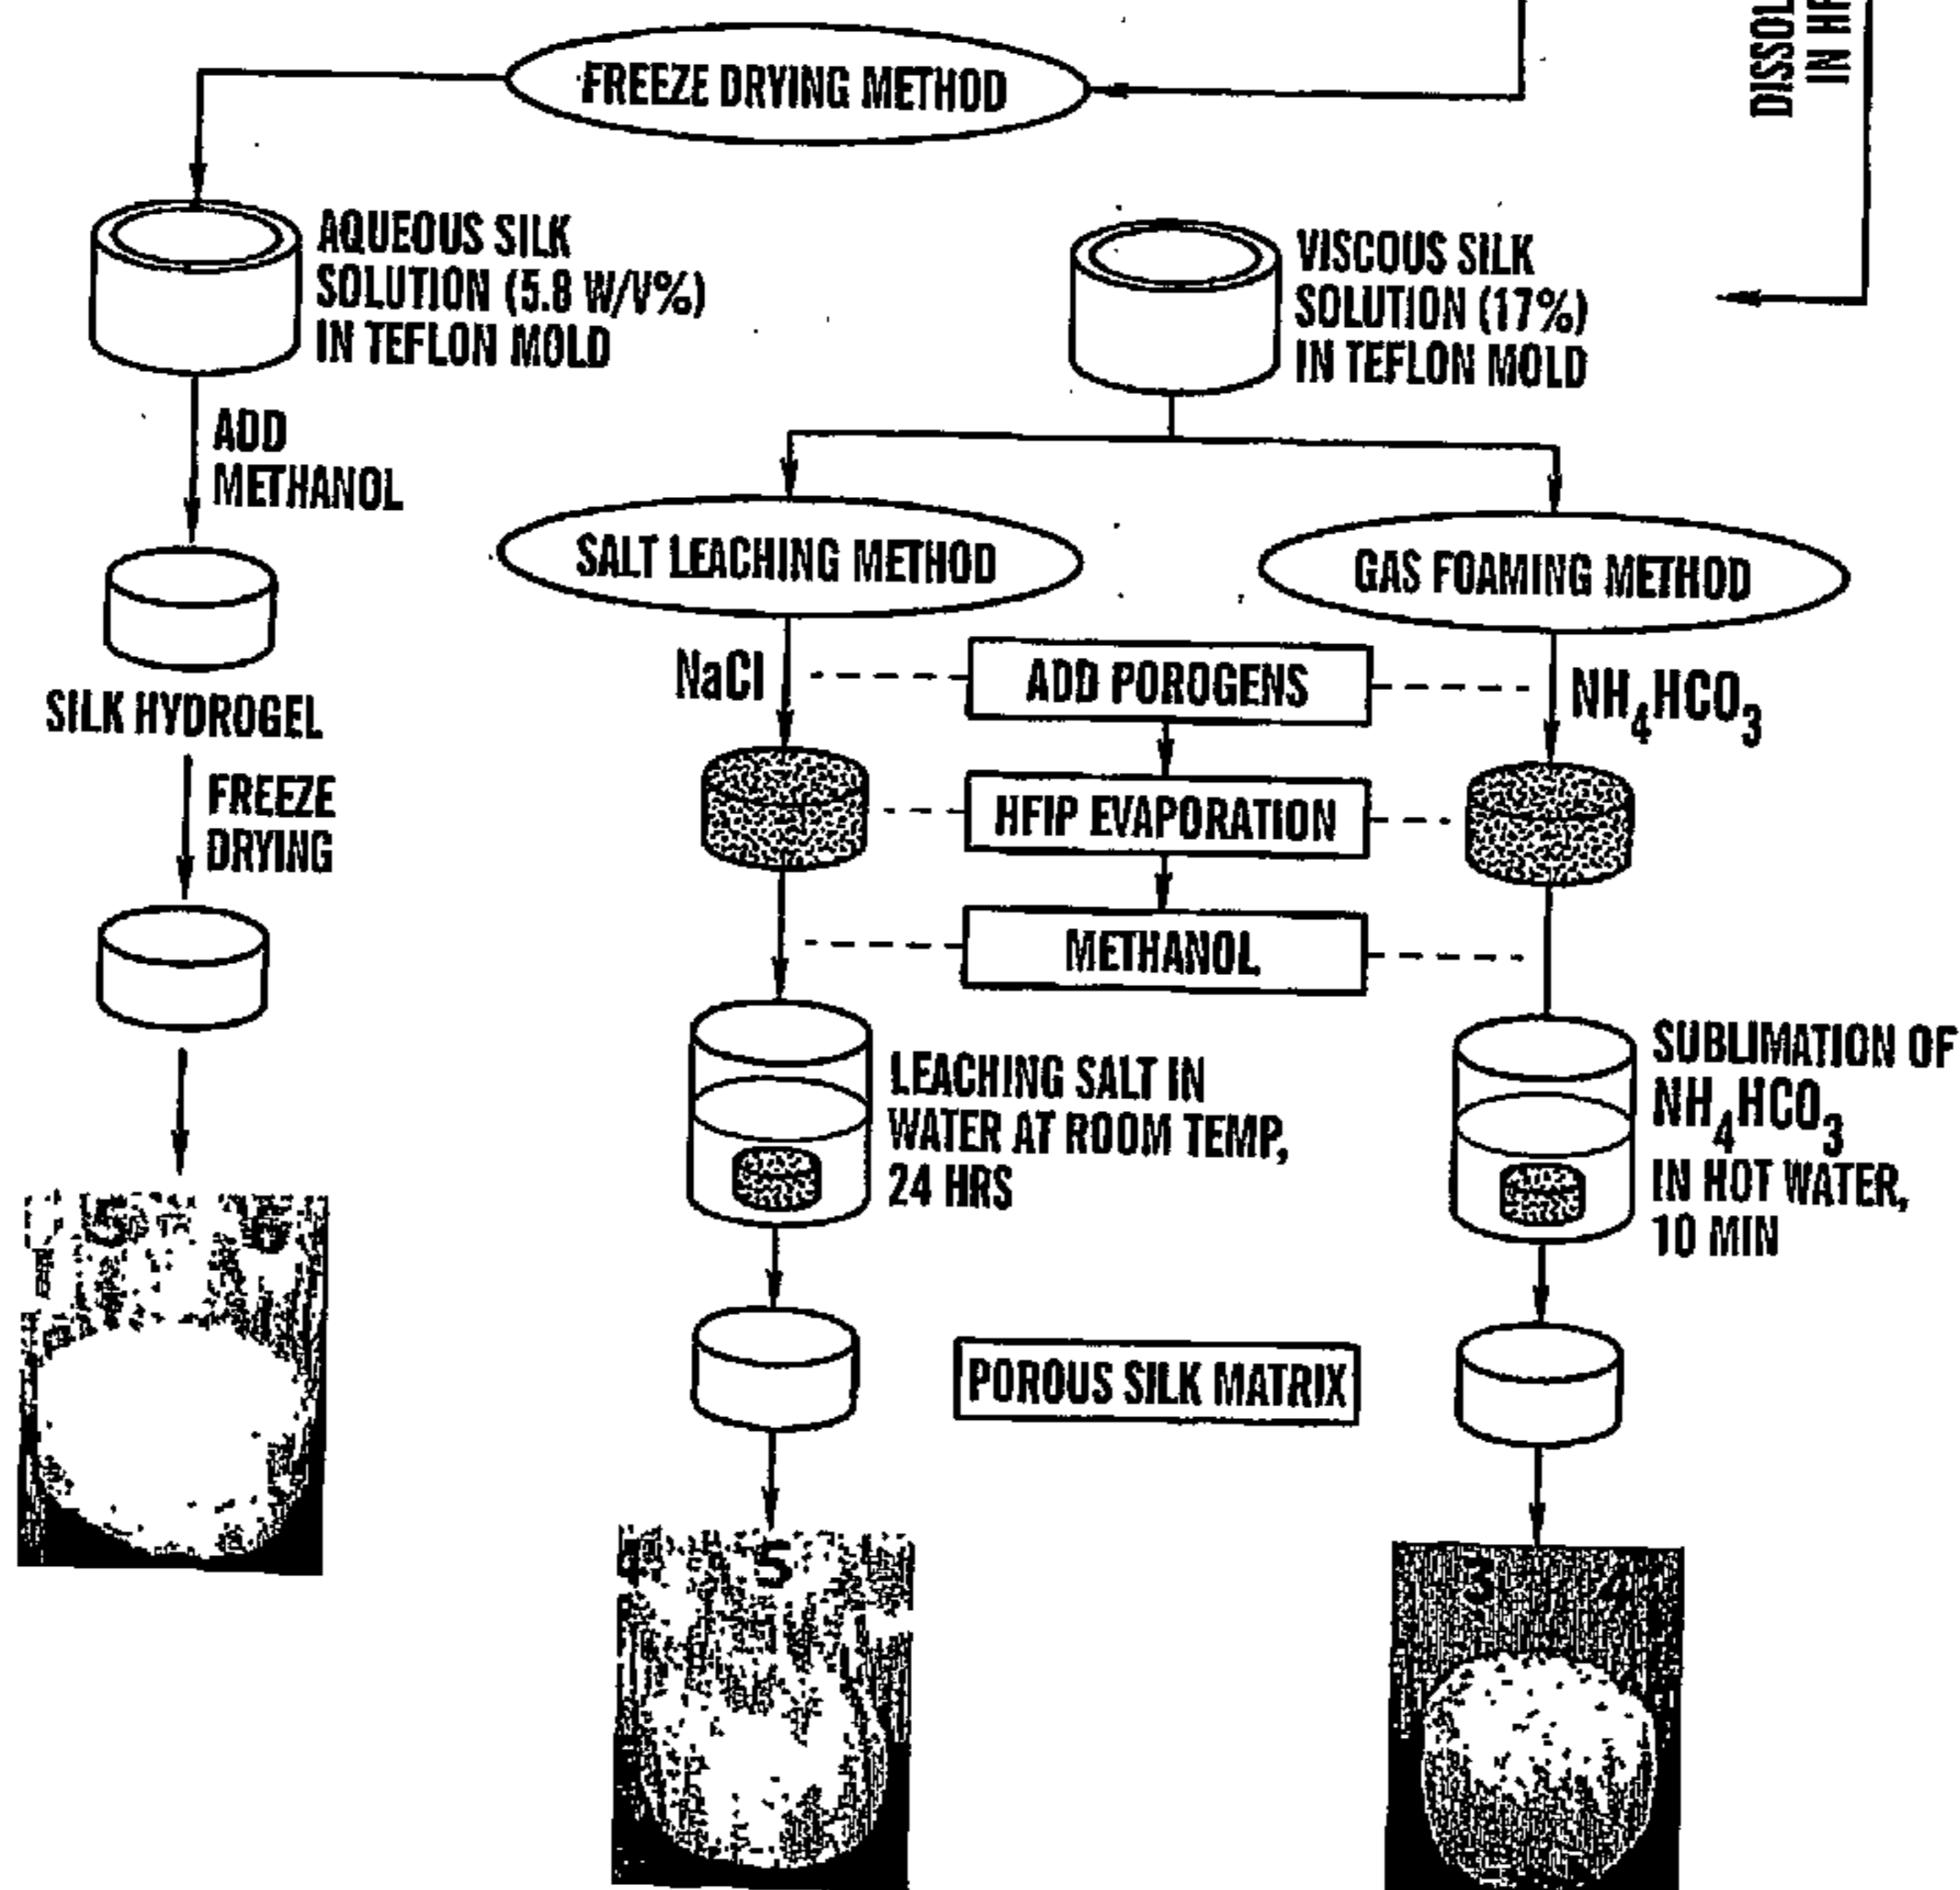 DISSOL
IN HF
FREEZE DRYING METHOD
AQUEOUS SILK
SOLUTION (5.8 W/V%)
IN TEFLON MOLD
VISCOUS SILK
SOLUTION (17%)
IN TEFLON MOLD
ADD
METHANOL
SALT LEACHING METHOD
GAS FOAMING METHOD
NaCl
ADD POROGENS
NH₄HCO₃
SILK HYDROGEL
FREEZE
DRYING
HFIP EVAPORATION
METHANOL
LEACHING SALT IN
WATER AT ROOM TEMP,
24 HRS
SUBLIMATION OF
NH₄HCO₃
IN HOT WATER,
10 MIN
POROUS SILK MATRIX
5 6
4 5
3 4